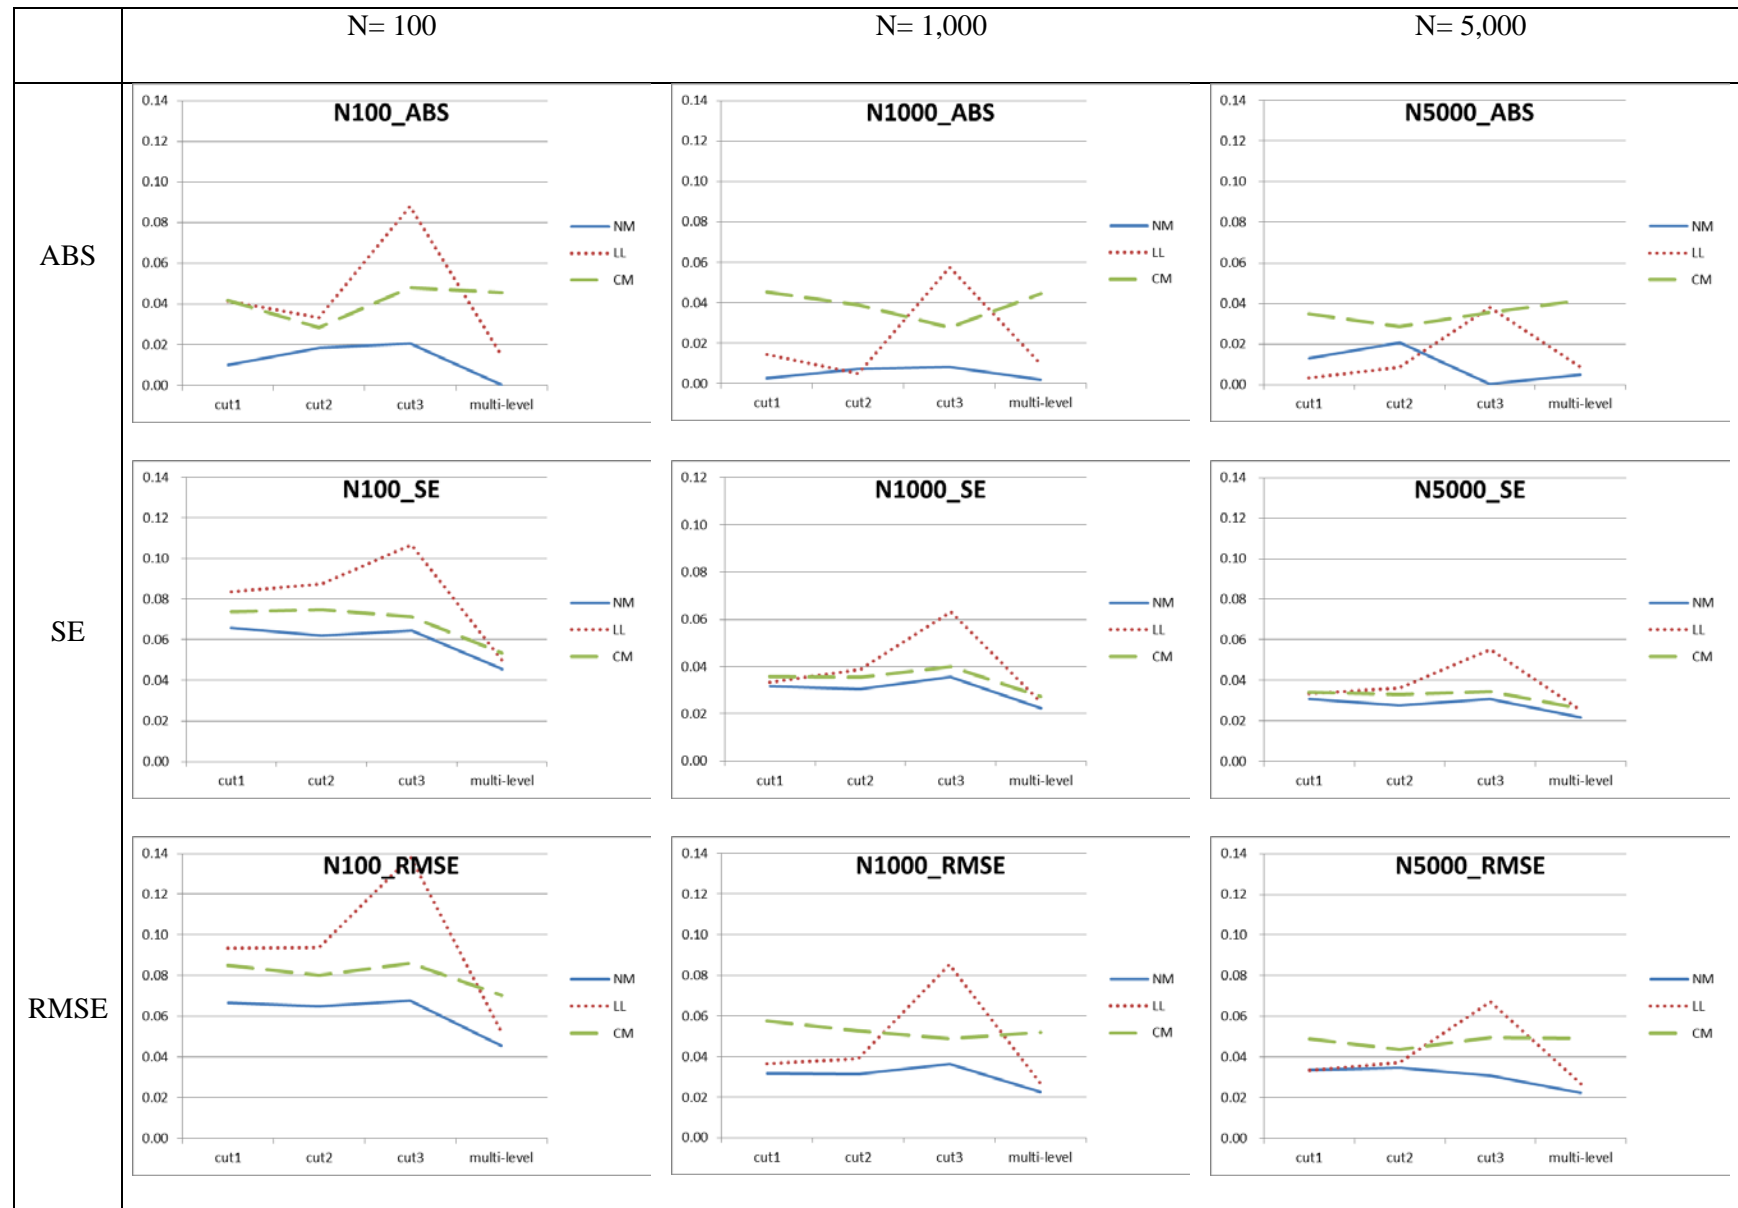 N= 100
N= 1,000
N= 5,000
ABS
N100_ABS
0.14
0.12
0.10
0.08
0.06
0.04
0.02
0.00
cut1 cut2 cut3 multi-level
NM
LL
CM
N1000_ABS
0.14
0.12
0.10
0.08
0.06
0.04
0.02
0.00
cut1 cut2 cut3 multi-level
NM
LL
CM
N5000_ABS
0.14
0.12
0.10
0.08
0.06
0.04
0.02
0.00
cut1 cut2 cut3 multi-level
NM
LL
CM
SE
N100_SE
0.14
0.12
0.10
0.08
0.06
0.04
0.02
0.00
cut1 cut2 cut3 multi-level
NM
LL
CM
N1000_SE
0.12
0.10
0.08
0.06
0.04
0.02
0.00
cut1 cut2 cut3 multi-level
NM
LL
CM
N5000_SE
0.14
0.12
0.10
0.08
0.06
0.04
0.02
0.00
cut1 cut2 cut3 multi-level
NM
LL
CM
RMSE
N100_RMSE
0.14
0.12
0.10
0.08
0.06
0.04
0.02
0.00
cut1 cut2 cut3 multi-level
NM
LL
CM
N1000_RMSE
0.14
0.12
0.10
0.08
0.06
0.04
0.02
0.00
cut1 cut2 cut3 multi-level
NM
LL
CM
N5000_RMSE
0.14
0.12
0.10
0.08
0.06
0.04
0.02
0.00
cut1 cut2 cut3 multi-level
NM
LL
CM